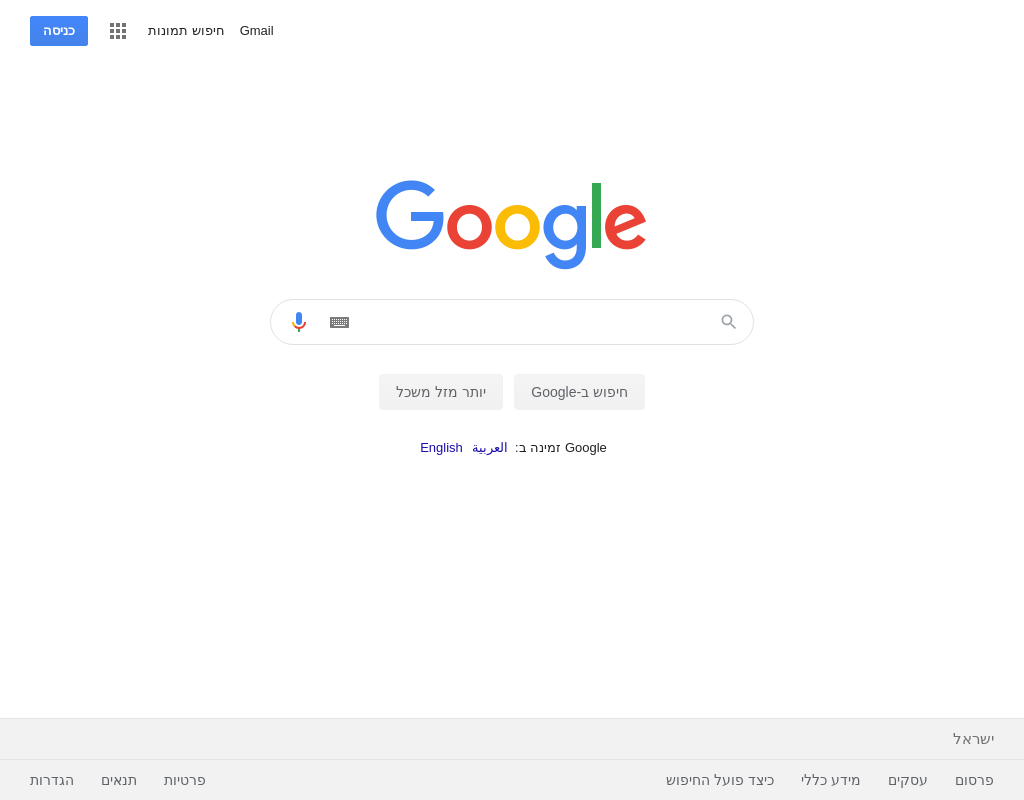 Gmail חיפוש תמונות כניסה
Google
חיפוש ב-Google יותר מזל משכל
Google זמינה ב: العربية English
ישראל
פרסום עסקים מידע כללי כיצד פועל החיפוש פרטיות תנאים הגדרות